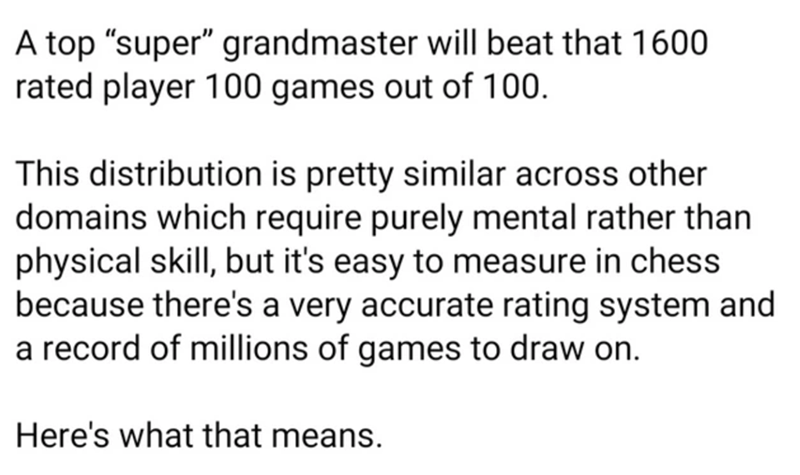 A top “super” grandmaster will beat that 1600
rated player 100 games out of 100.
This distribution is pretty similar across other
domains which require purely mental rather than
physical skill, but it's easy to measure in chess
because there's a very accurate rating system and
a record of millions of games to draw on.
Here's what that means.